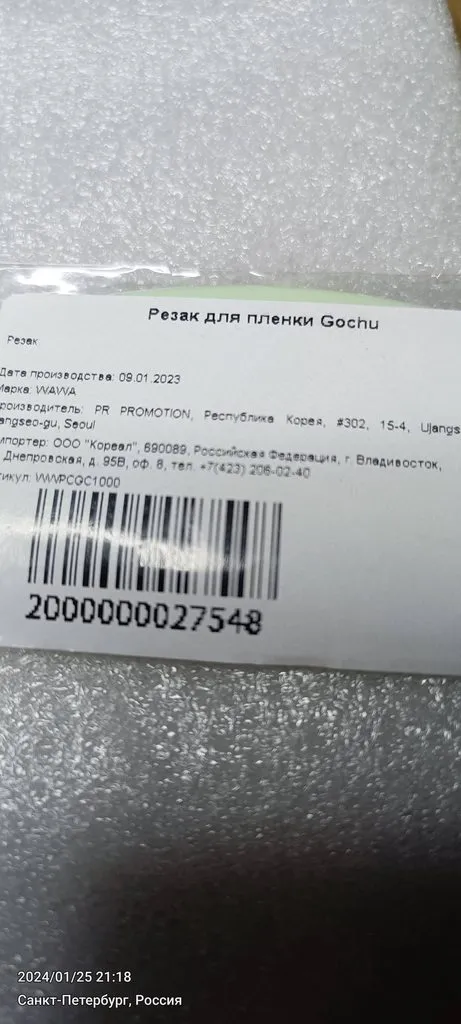 Резак для пленки Gochu
Резак
Дата производства: 09.01.2023
Марка: WAWA
роизводитель: PR PROMOTION, Республика Корея, #302, 15-4, Ujangs
angseo-gu, Seoul
мпортер: ООО "Кореал", 690089, Российская Федерация, г. Владивосток,
Днепровская, д. 95В, оф. 8, тел. +7(423) 206-02-40
тикул: WWPCQC1000
2000000027548
2024/01/25 21:18
Санкт-Петербург, Россия